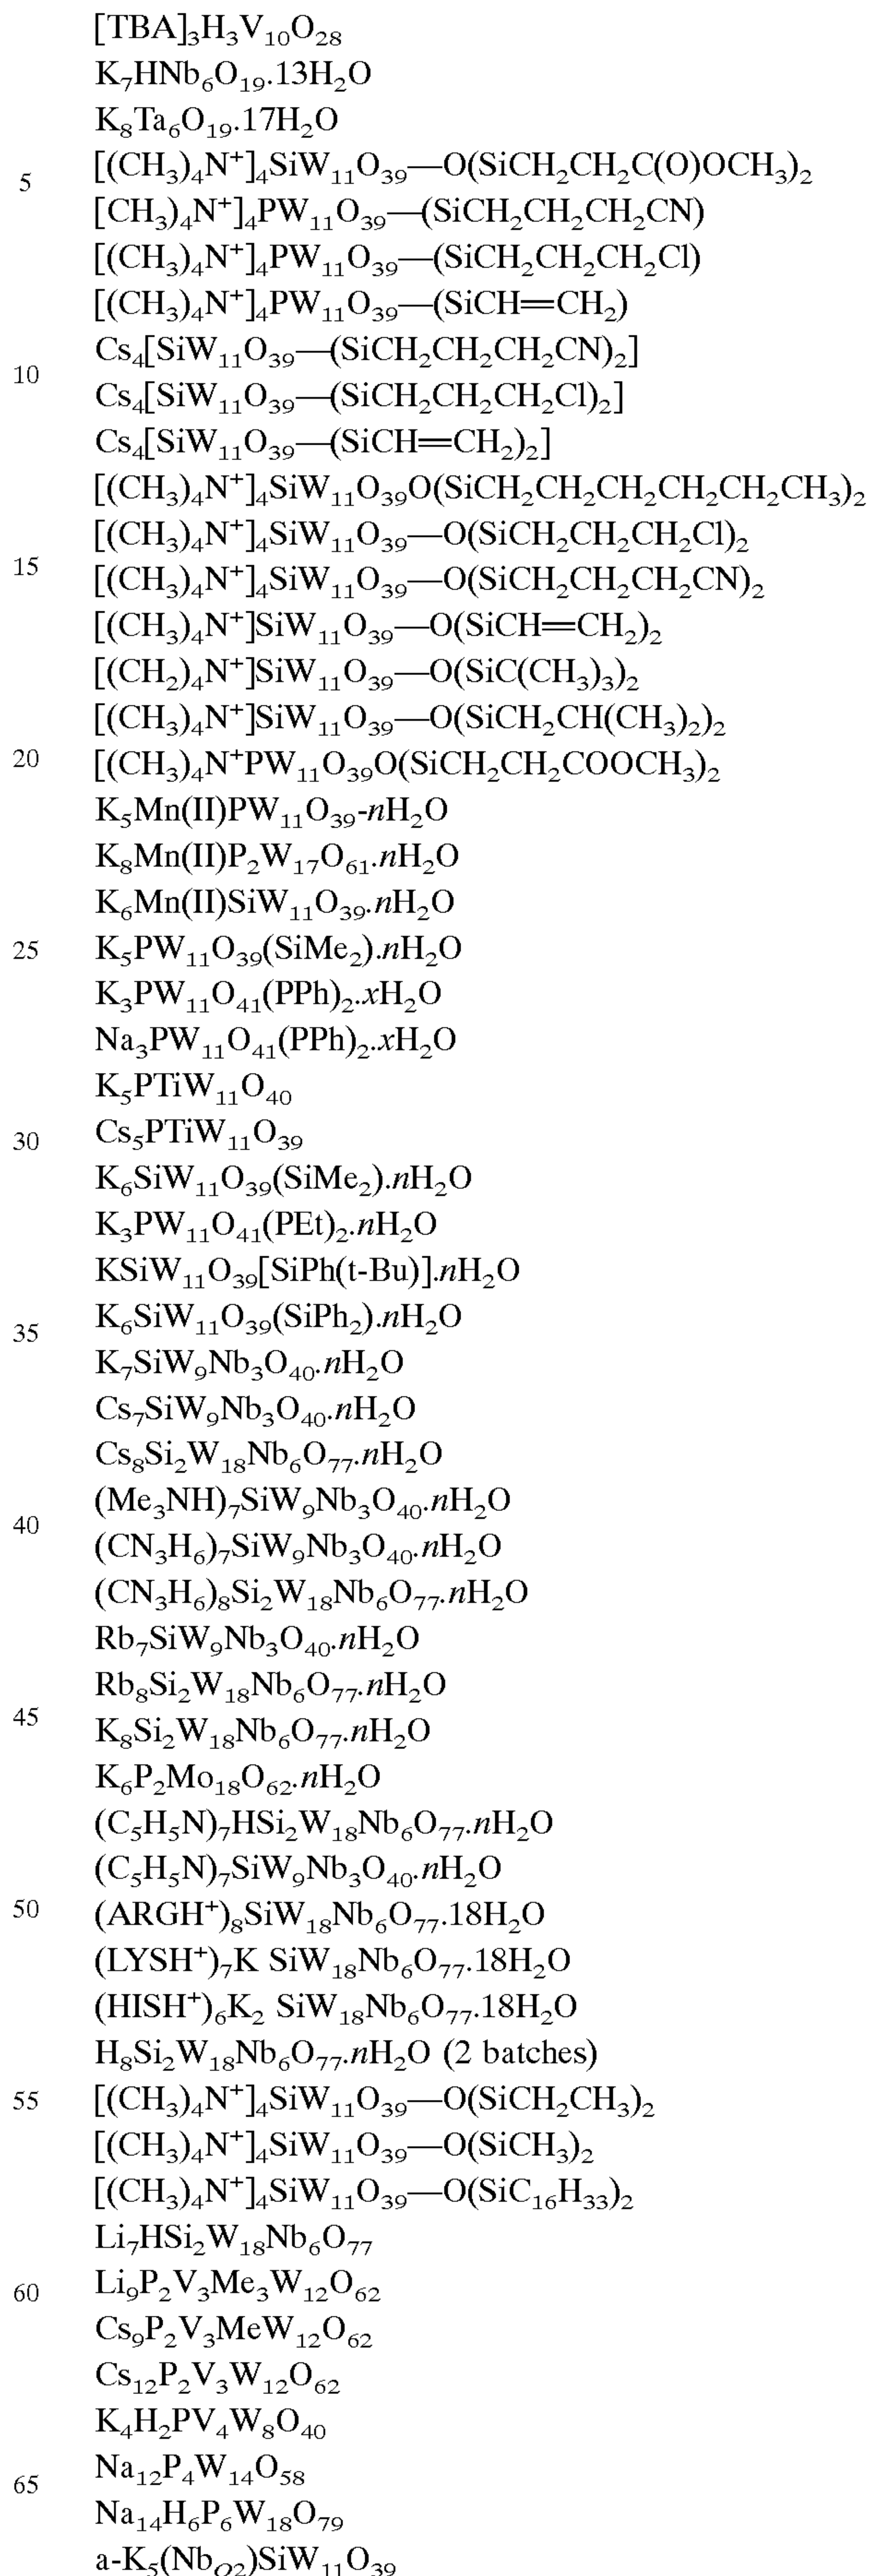 [TBA]₃H₃V₁₀O₂₈
K₇HNb₆O₁₉.13H₂O
K₈Ta₆O₁₉.17H₂O
5 [(CH₃)₄N⁺]₄SiW₁₁O₃₉—O(SiCH₂CH₂C(O)OCH₃)₂
[CH₃)₄N⁺]₄PW₁₁O₃₉—(SiCH₂CH₂CH₂CN)
[(CH₃)₄N⁺]₄PW₁₁O₃₉—(SiCH₂CH₂CH₂Cl)
[(CH₃)₄N⁺]₄PW₁₁O₃₉—(SiCH=CH₂)
10 Cs₄[SiW₁₁O₃₉—(SiCH₂CH₂CH₂CN)₂]
Cs₄[SiW₁₁O₃₉—(SiCH₂CH₂CH₂Cl)₂]
Cs₄[SiW₁₁O₃₉—(SiCH=CH₂)₂]
[(CH₃)₄N⁺]₄SiW₁₁O₃₉O(SiCH₂CH₂CH₂CH₂CH₂CH₃)₂
[(CH₃)₄N⁺]₄SiW₁₁O₃₉—O(SiCH₂CH₂CH₂Cl)₂
15 [(CH₃)₄N⁺]₄SiW₁₁O₃₉—O(SiCH₂CH₂CH₂CN)₂
[(CH₃)₄N⁺]SiW₁₁O₃₉—O(SiCH=CH₂)₂
[(CH₂)₄N⁺]SiW₁₁O₃₉—O(SiC(CH₃)₃)₂
[(CH₃)₄N⁺]SiW₁₁O₃₉—O(SiCH₂CH(CH₃)₂)₂
20 [(CH₃)₄N⁺PW₁₁O₃₉O(SiCH₂CH₂COOCH₃)₂
K₅Mn(II)PW₁₁O₃₉-nH₂O
K₈Mn(II)P₂W₁₇O₆₁.nH₂O
K₆Mn(II)SiW₁₁O₃₉.nH₂O
25 K₅PW₁₁O₃₉(SiMe₂).nH₂O
K₃PW₁₁O₄₁(PPh)₂.xH₂O
Na₃PW₁₁O₄₁(PPh)₂.xH₂O
K₅PTiW₁₁O₄₀
30 Cs₅PTiW₁₁O₃₉
K₆SiW₁₁O₃₉(SiMe₂).nH₂O
K₃PW₁₁O₄₁(PEt)₂.nH₂O
KSiW₁₁O₃₉[SiPh(t-Bu)].nH₂O
35 K₆SiW₁₁O₃₉(SiPh₂).nH₂O
K₇SiW₉Nb₃O₄₀.nH₂O
Cs₇SiW₉Nb₃O₄₀.nH₂O
Cs₈Si₂W₁₈Nb₆O₇₇.nH₂O
40 (Me₃NH)₇SiW₉Nb₃O₄₀.nH₂O
(CN₃H₆)₇SiW₉Nb₃O₄₀.nH₂O
(CN₃H₆)₈Si₂W₁₈Nb₆O₇₇.nH₂O
Rb₇SiW₉Nb₃O₄₀.nH₂O
Rb₈Si₂W₁₈Nb₆O₇₇.nH₂O
45 K₈Si₂W₁₈Nb₆O₇₇.nH₂O
K₆P₂Mo₁₈O₆₂.nH₂O
(C₅H₅N)₇HSi₂W₁₈Nb₆O₇₇.nH₂O
(C₅H₅N)₇SiW₉Nb₃O₄₀.nH₂O
50 (ARGH⁺)₈SiW₁₈Nb₆O₇₇.18H₂O
(LYSH⁺)₇K SiW₁₈Nb₆O₇₇.18H₂O
(HISH⁺)₆K₂ SiW₁₈Nb₆O₇₇.18H₂O
H₈Si₂W₁₈Nb₆O₇₇.nH₂O (2 batches)
55 [(CH₃)₄N⁺]₄SiW₁₁O₃₉—O(SiCH₂CH₃)₂
[(CH₃)₄N⁺]₄SiW₁₁O₃₉—O(SiCH₃)₂
[(CH₃)₄N⁺]₄SiW₁₁O₃₉—O(SiC₁₆H₃₃)₂
Li₇HSi₂W₁₈Nb₆O₇₇
60 Li₉P₂V₃Me₃W₁₂O₆₂
Cs₉P₂V₃MeW₁₂O₆₂
Cs₁₂P₂V₃W₁₂O₆₂
K₄H₂PV₄W₈O₄₀
65 Na₁₂P₄W₁₄O₅₈
Na₁₄H₆P₆W₁₈O₇₉
a-K₅(Nb_O2)SiW₁₁O₃₉